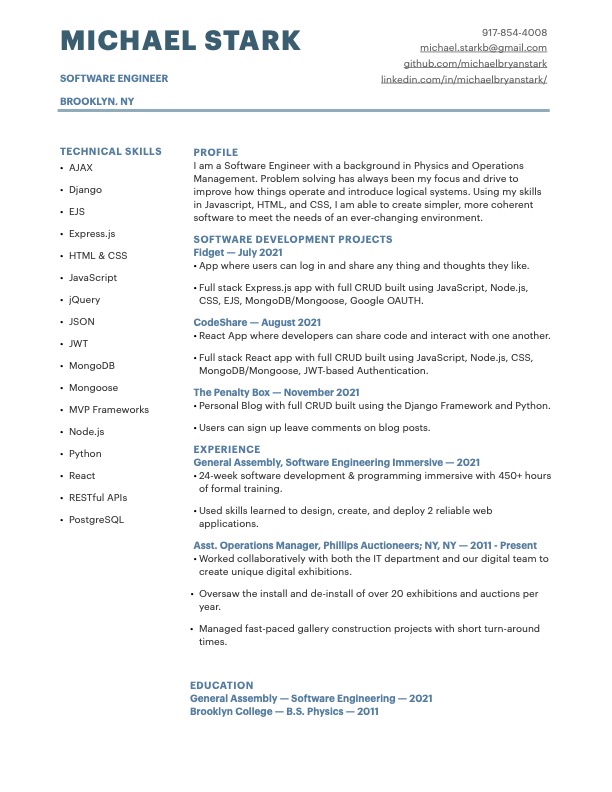 MICHAEL STARK
917-854-4008
michael.starkb@gmail.com
github.com/michaelbryanstark
linkedin.com/in/michaelbryanstark/
SOFTWARE ENGINEER
BROOKLYN, NY
TECHNICAL SKILLS
• AJAX
• Django
• EJS
• Express.js
• HTML & CSS
• JavaScript
• jQuery
• JSON
• JWT
• MongoDB
• Mongoose
• MVP Frameworks
• Node.js
• Python
• React
• RESTful APIs
• PostgreSQL
PROFILE
I am a Software Engineer with a background in Physics and Operations
Management. Problem solving has always been my focus and drive to
improve how things operate and introduce logical systems. Using my skills
in Javascript, HTML, and CSS, I am able to create simpler, more coherent
software to meet the needs of an ever-changing environment.
SOFTWARE DEVELOPMENT PROJECTS
Fidget — July 2021
• App where users can log in and share any thing and thoughts they like.
• Full stack Express.js app with full CRUD built using JavaScript, Node.js,
CSS, EJS, MongoDB/Mongoose, Google OAUTH.
CodeShare — August 2021
• React App where developers can share code and interact with one another.
• Full stack React app with full CRUD built using JavaScript, Node.js, CSS,
MongoDB/Mongoose, JWT-based Authentication.
The Penalty Box — November 2021
• Personal Blog with full CRUD built using the Django Framework and Python.
• Users can sign up leave comments on blog posts.
EXPERIENCE
General Assembly, Software Engineering Immersive — 2021
• 24-week software development & programming immersive with 450+ hours
of formal training.
• Used skills learned to design, create, and deploy 2 reliable web
applications.
Asst. Operations Manager, Phillips Auctioneers; NY, NY — 2011 - Present
• Worked collaboratively with both the IT department and our digital team to
create unique digital exhibitions.
• Oversaw the install and de-install of over 20 exhibitions and auctions per
year.
• Managed fast-paced gallery construction projects with short turn-around
times.
EDUCATION
General Assembly — Software Engineering — 2021
Brooklyn College — B.S. Physics — 2011